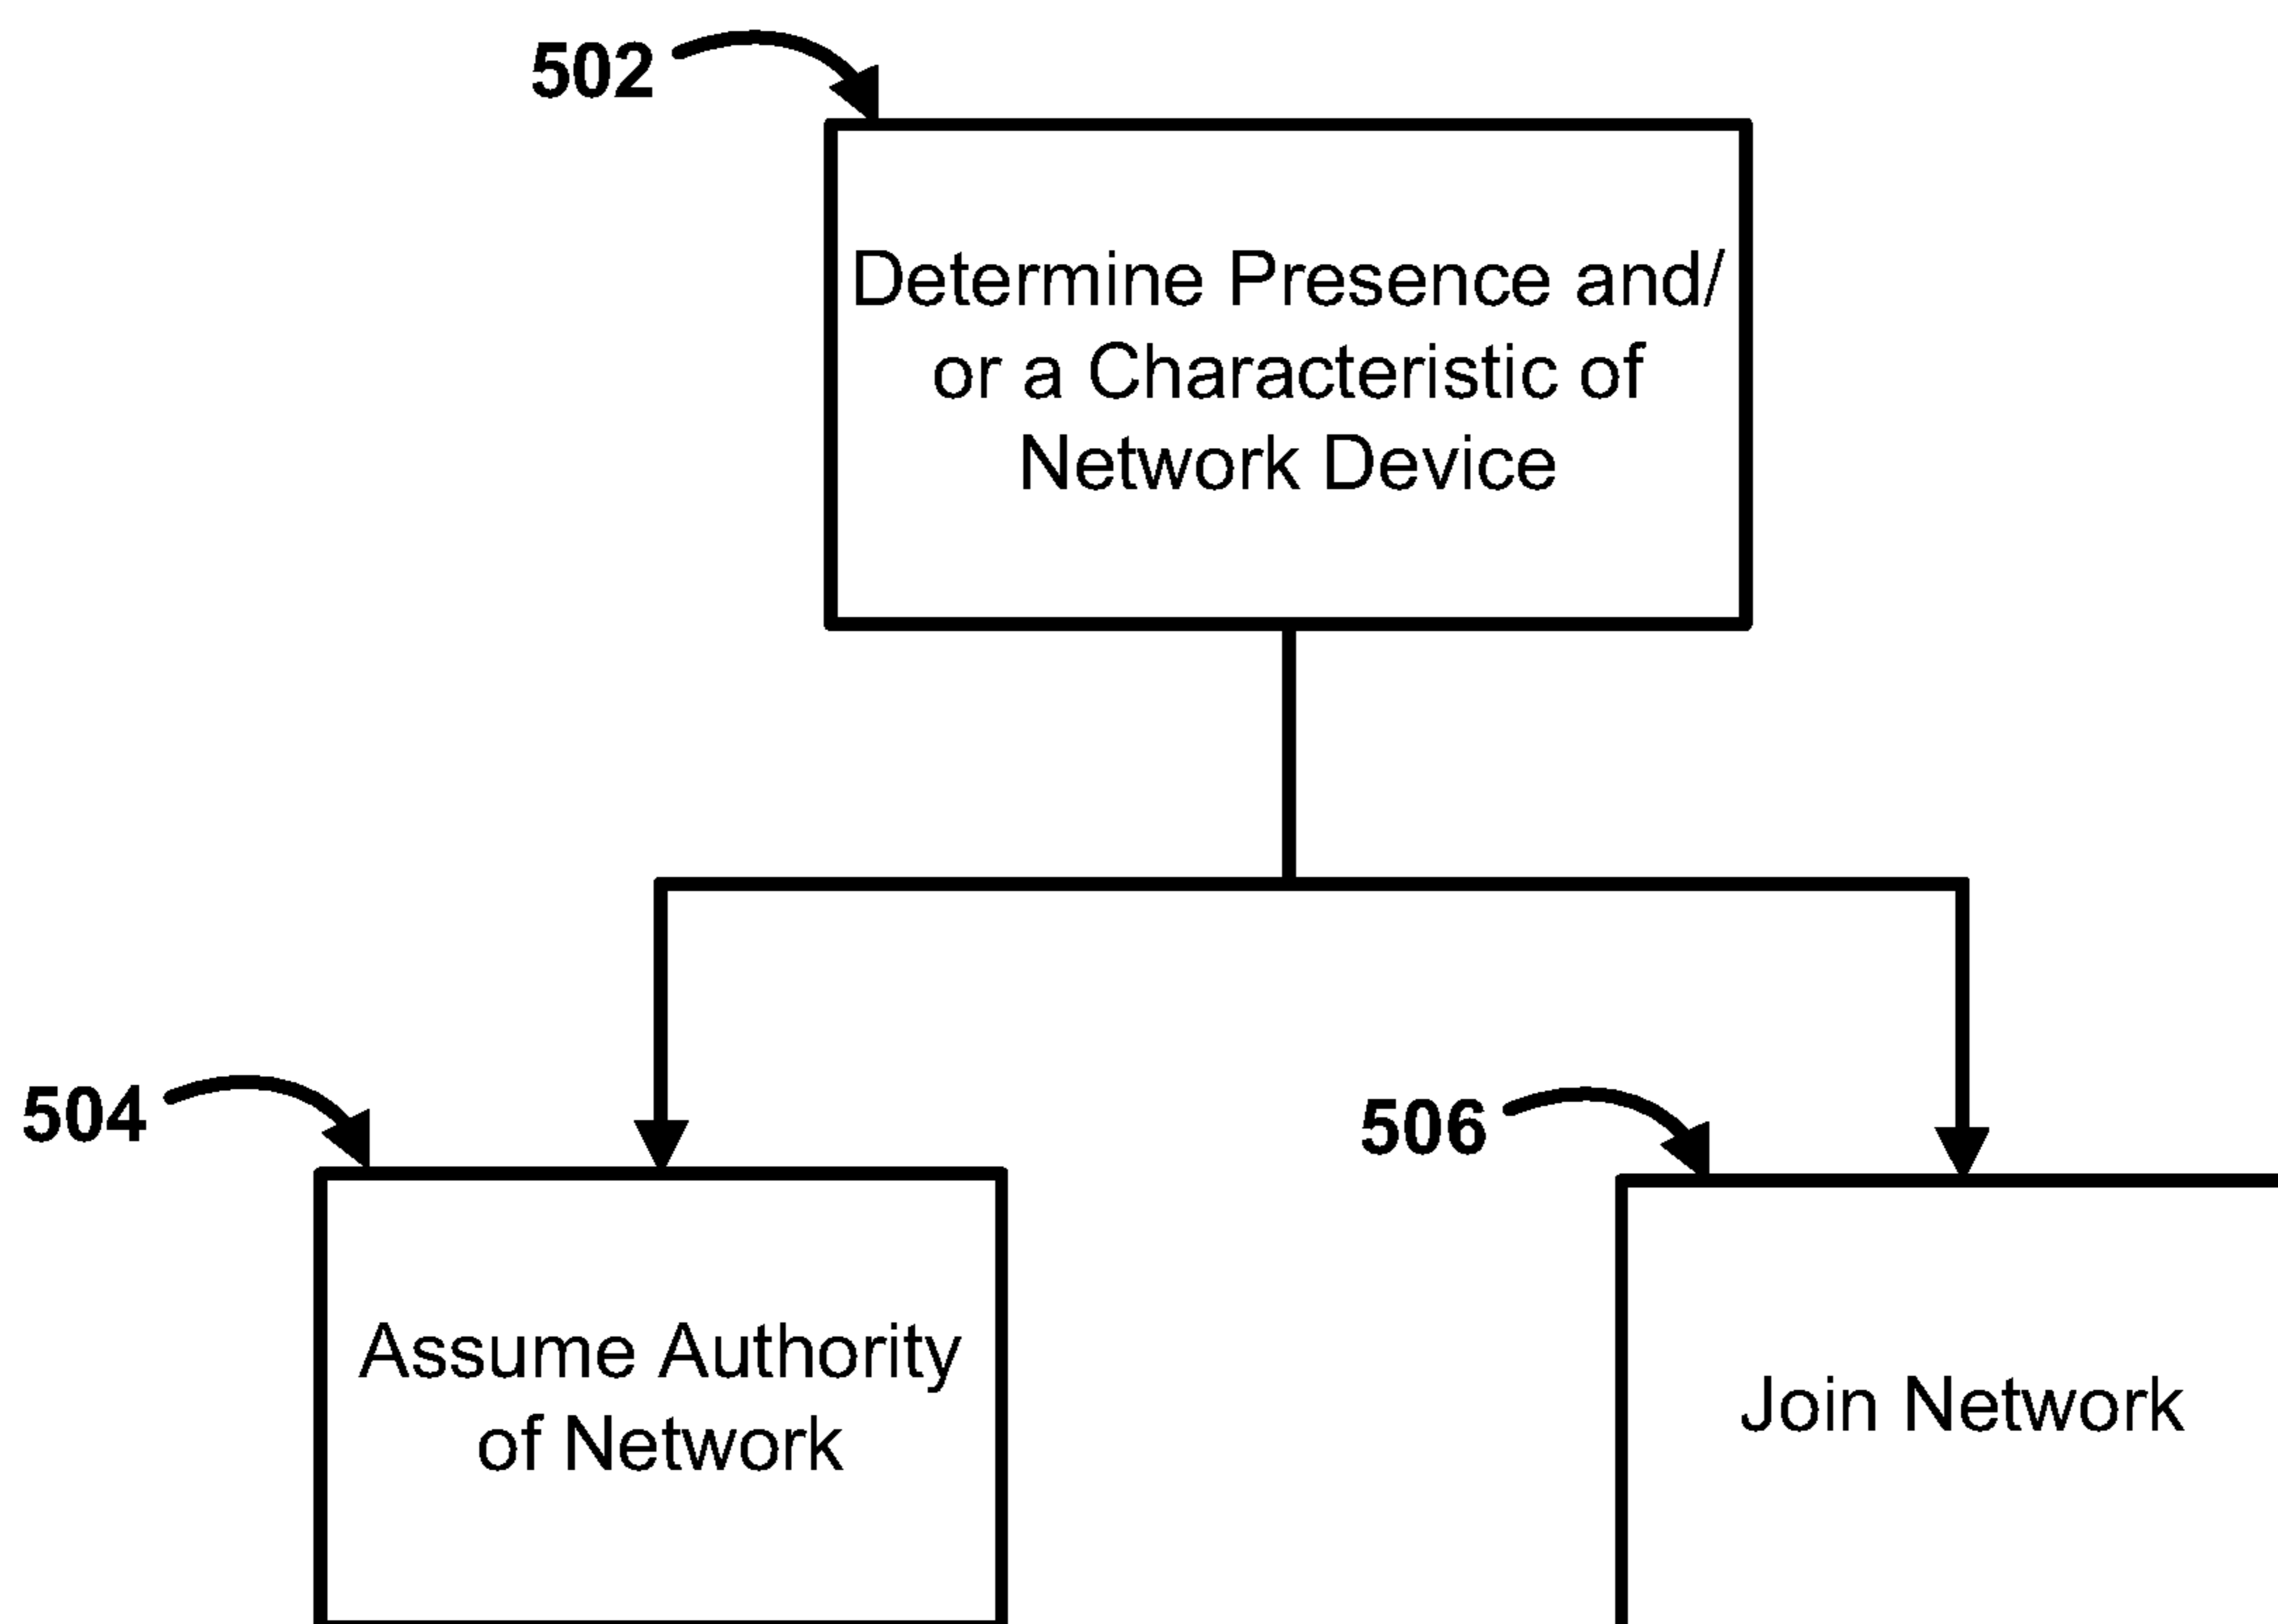 502
Determine Presence and/
or a Characteristic of
Network Device
504
Assume Authority
of Network
506
Join Network